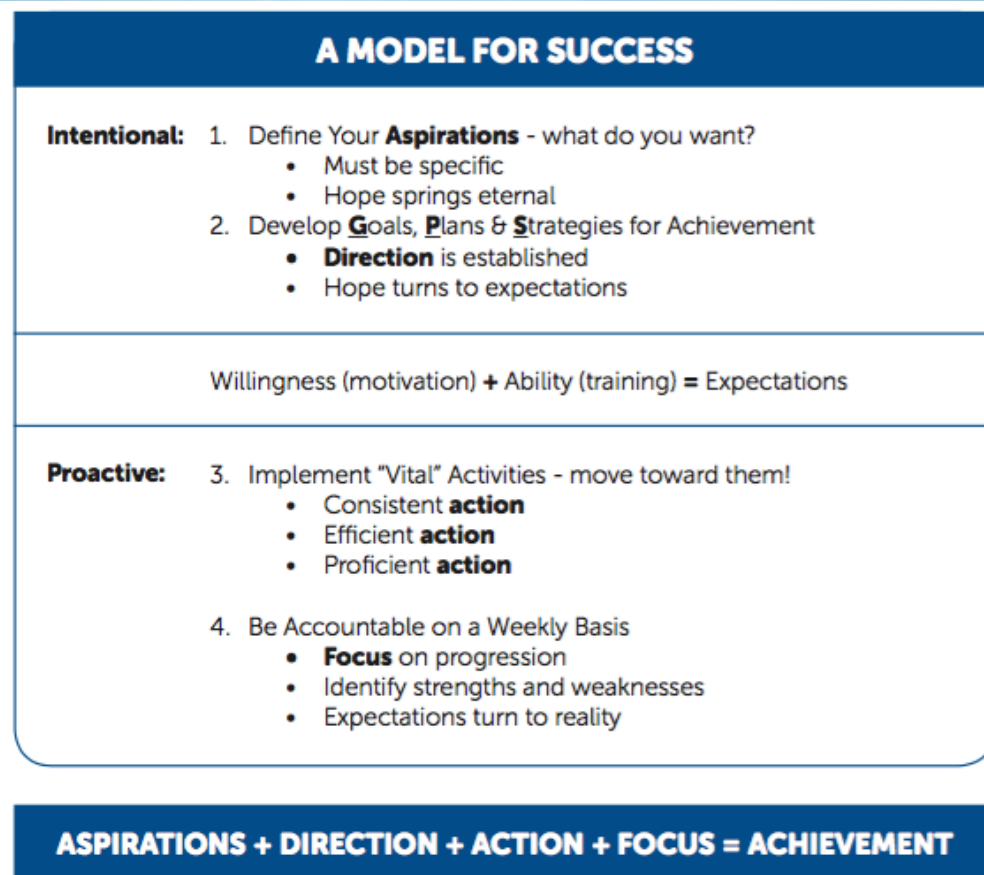 A MODEL FOR SUCCESS
Intentional: 1. Define Your Aspirations - what do you want?
• Must be specific
• Hope springs eternal
2. Develop Goals, Plans & Strategies for Achievement
• Direction is established
• Hope turns to expectations
Willingness (motivation) + Ability (training) = Expectations
Proactive: 3. Implement “Vital” Activities - move toward them!
• Consistent action
• Efficient action
• Proficient action
4. Be Accountable on a Weekly Basis
• Focus on progression
• Identify strengths and weaknesses
• Expectations turn to reality
ASPIRATIONS + DIRECTION + ACTION + FOCUS = ACHIEVEMENT